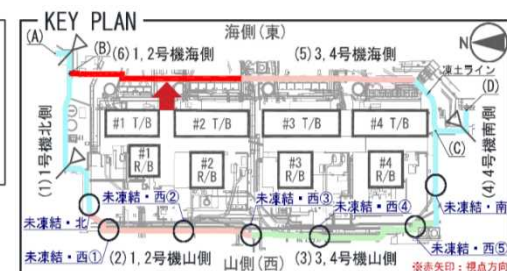 KEY PLAN
海側(東)
N
(A)
(B)
(6)1,2号機海側
(5)3,4号機海側
凍土ライン
(D)
#1 T/B
#2 T/B
#3 T/B
#4 T/B
(C)
(1)1号機北側
(4)4号機南側
#1
R/B
#2
R/B
#3
R/B
#4
R/B
未凍結・北
未凍結・西②
未凍結・西③
未凍結・西④
未凍結・南
未凍結・西①
(2)1,2号機山側
山側(西)
(3)3,4号機山側
未凍結・西⑤
※赤矢印:視点方向